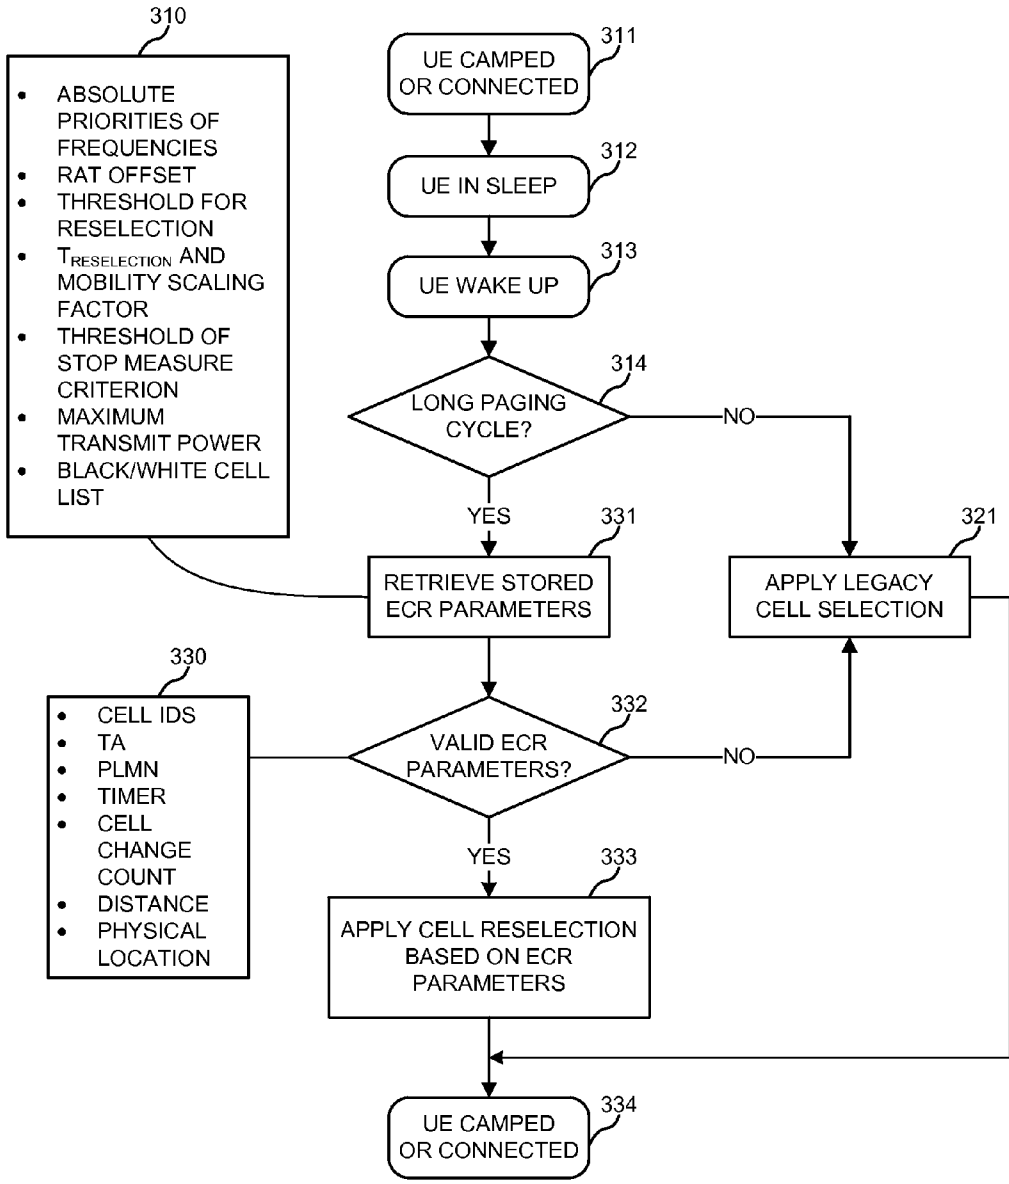 310
• ABSOLUTE
PRIORITIES OF
FREQUENCIES
• RAT OFFSET
• THRESHOLD FOR
RESELECTION
• TRESELECTION AND
MOBILITY SCALING
FACTOR
• THRESHOLD OF
STOP MEASURE
CRITERION
• MAXIMUM
TRANSMIT POWER
• BLACK/WHITE CELL
LIST
311
UE CAMPED
OR CONNECTED
312
UE IN SLEEP
313
UE WAKE UP
314
LONG PAGING
CYCLE?
NO
YES
331
RETRIEVE STORED
ECR PARAMETERS
321
APPLY LEGACY
CELL SELECTION
330
• CELL IDS
• TA
• PLMN
• TIMER
• CELL
CHANGE
COUNT
• DISTANCE
• PHYSICAL
LOCATION
332
VALID ECR
PARAMETERS?
NO
YES
333
APPLY CELL RESELECTION
BASED ON ECR
PARAMETERS
334
UE CAMPED
OR CONNECTED